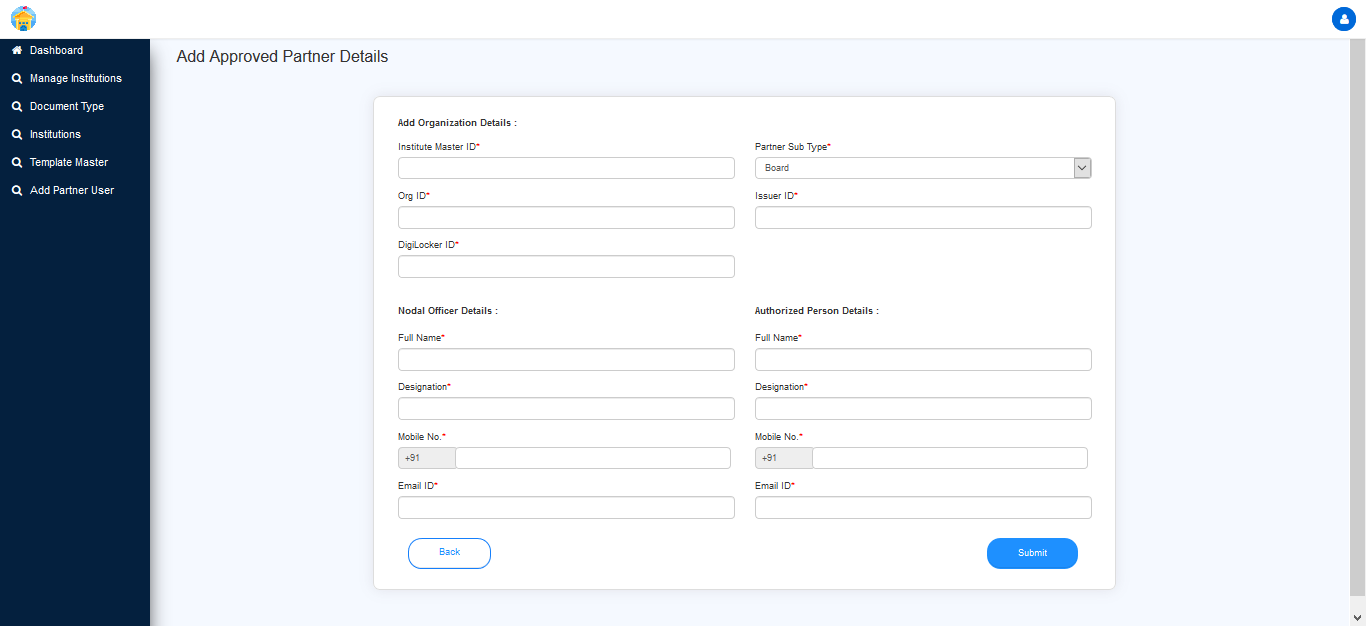 Dashboard
Manage Institutions
Document Type
Institutions
Template Master
Add Partner User
Add Approved Partner Details
Add Organization Details :
Institute Master ID* Partner Sub Type*
Board
Org ID* Issuer ID*
DigiLocker ID*
Nodal Officer Details : Authorized Person Details :
Full Name* Full Name*
Designation* Designation*
Mobile No.* Mobile No.*
+91 +91
Email ID* Email ID*
Back Submit